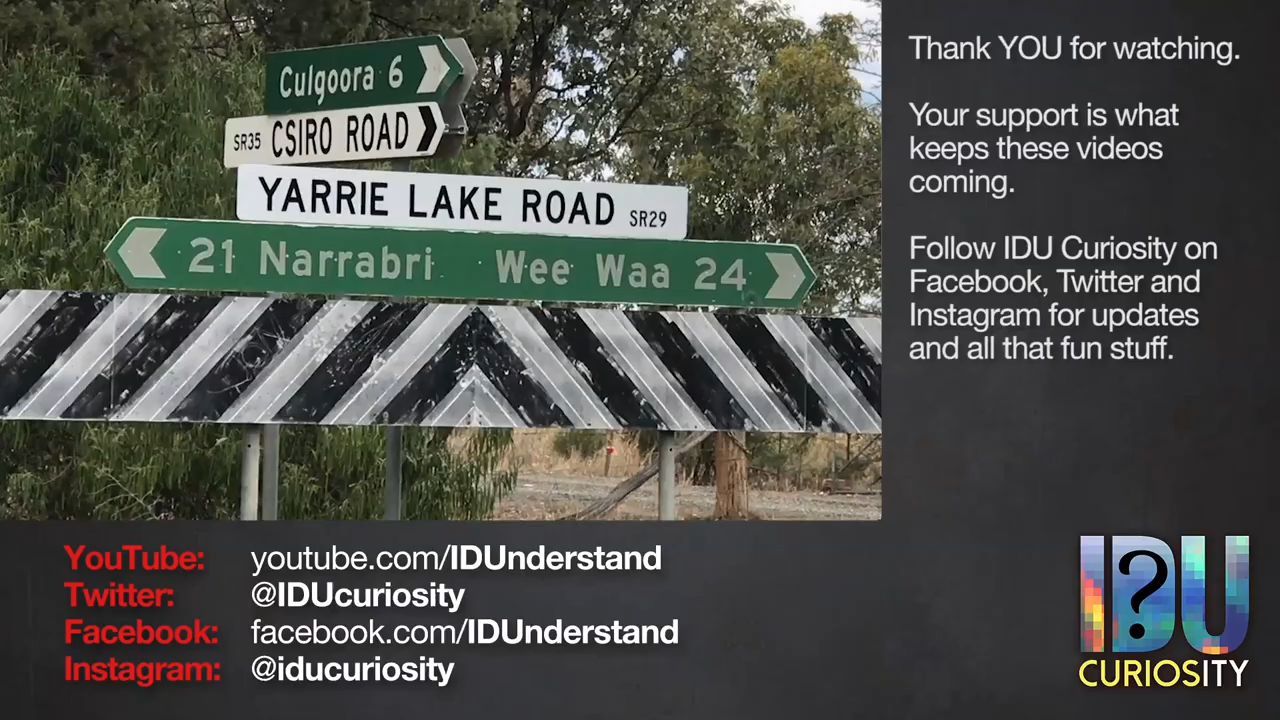 Culgoora 6
SR35 CSIRO ROAD
YARRIE LAKE ROAD SR29
21 Narrabri Wee Waa 24
Thank YOU for watching.
Your support is what
keeps these videos
coming.
Follow IDU Curiosity on
Facebook, Twitter and
Instagram for updates
and all that fun stuff.
YouTube: youtube.com/IDUnderstand
Twitter: @IDUcuriosity
Facebook: facebook.com/IDUnderstand
Instagram: @iducuriosity
IDU
?
CURIOSITY